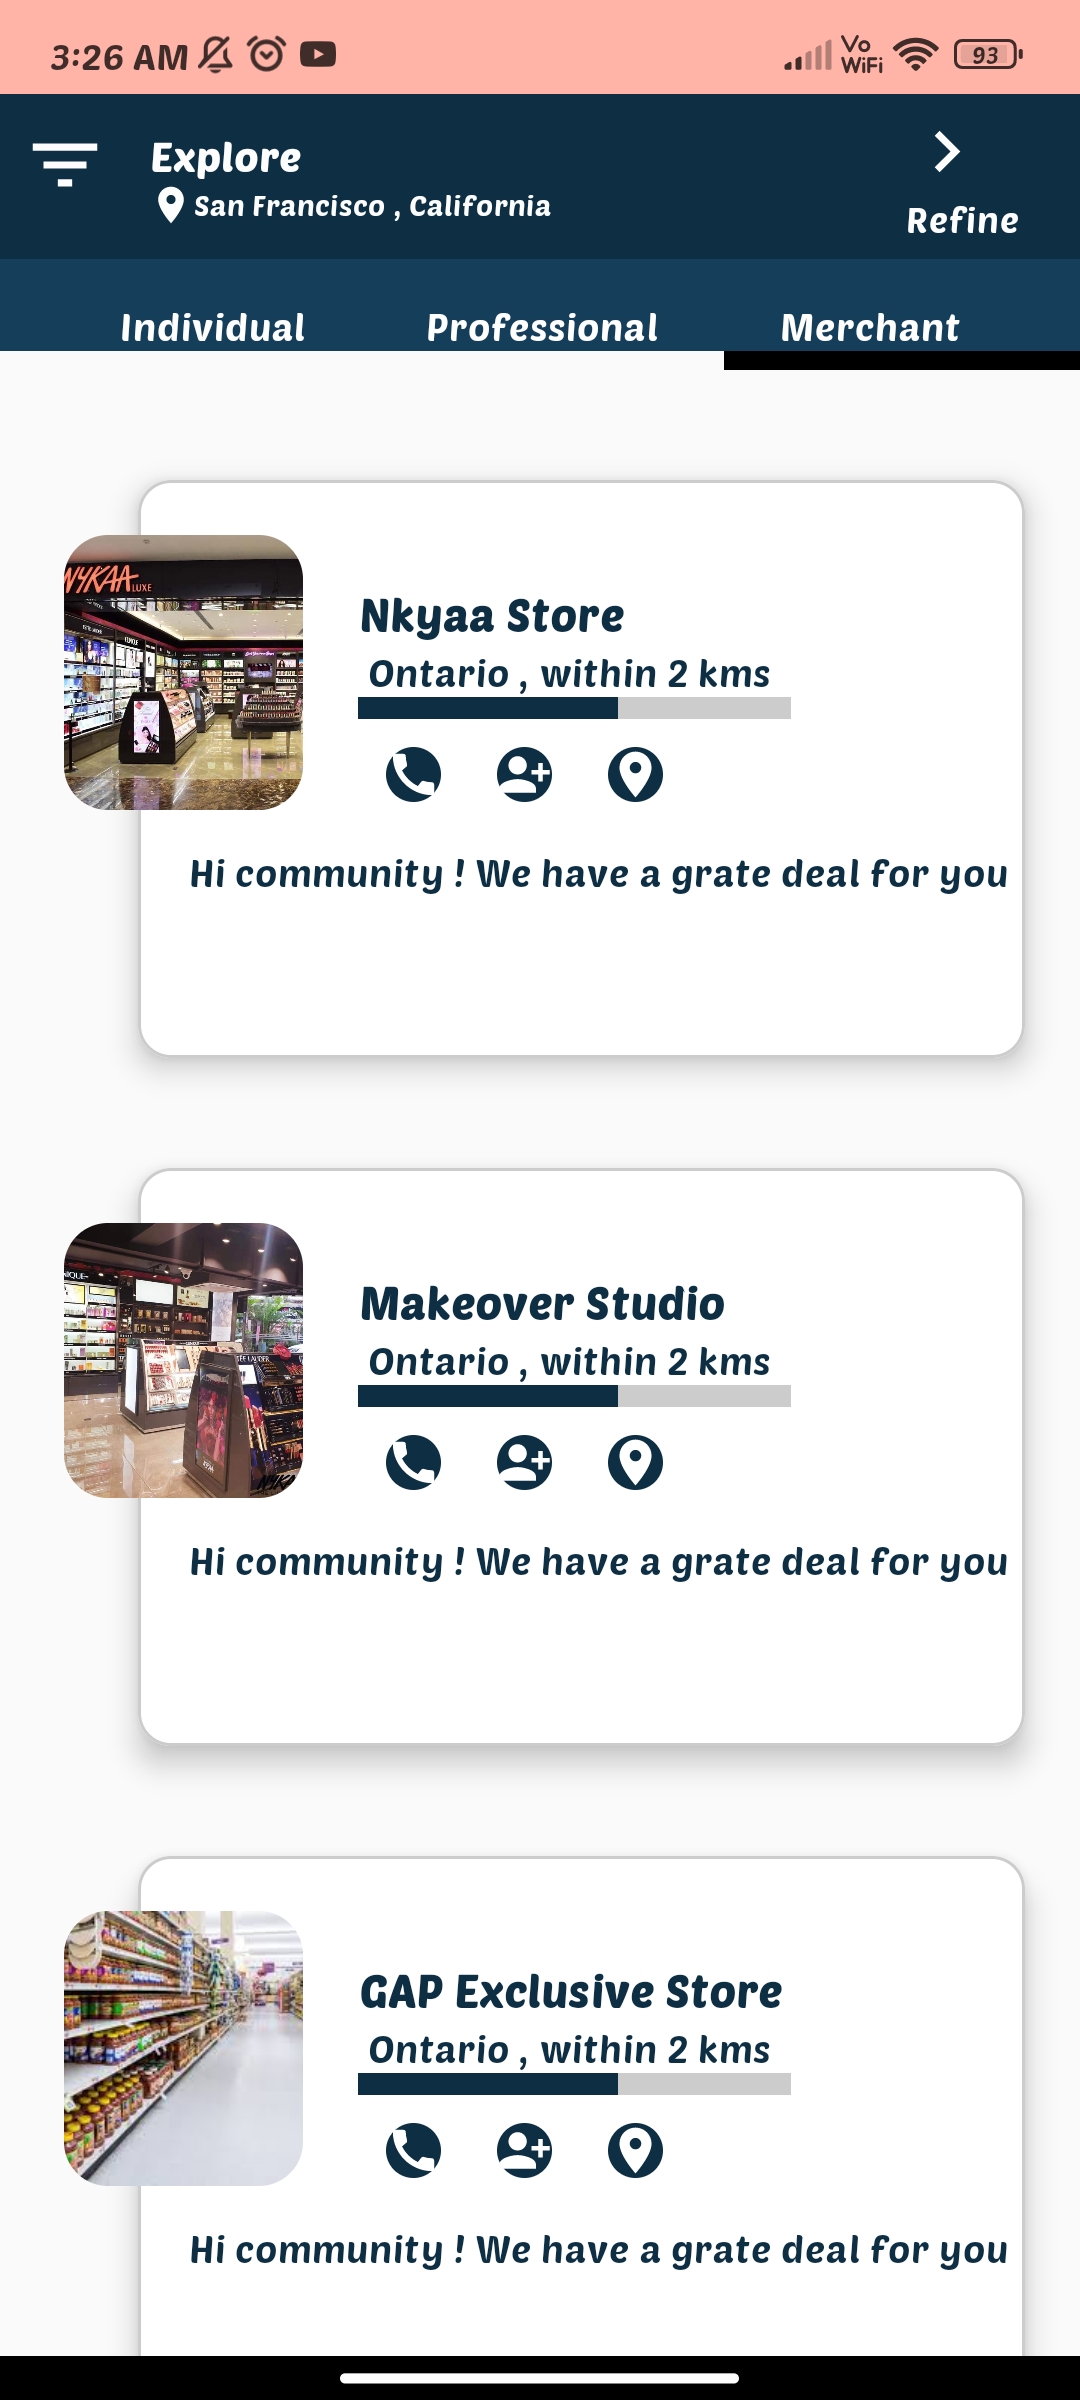 3:26 AM
Vo
WiFi
93
Explore
San Francisco , California
Refine
Individual
Professional
Merchant
NYKAA LUXE
Nkyaa Store
Ontario , within 2 kms
Hi community ! We have a grate deal for you
Makeover Studio
Ontario , within 2 kms
Hi community ! We have a grate deal for you
GAP Exclusive Store
Ontario , within 2 kms
Hi community ! We have a grate deal for you